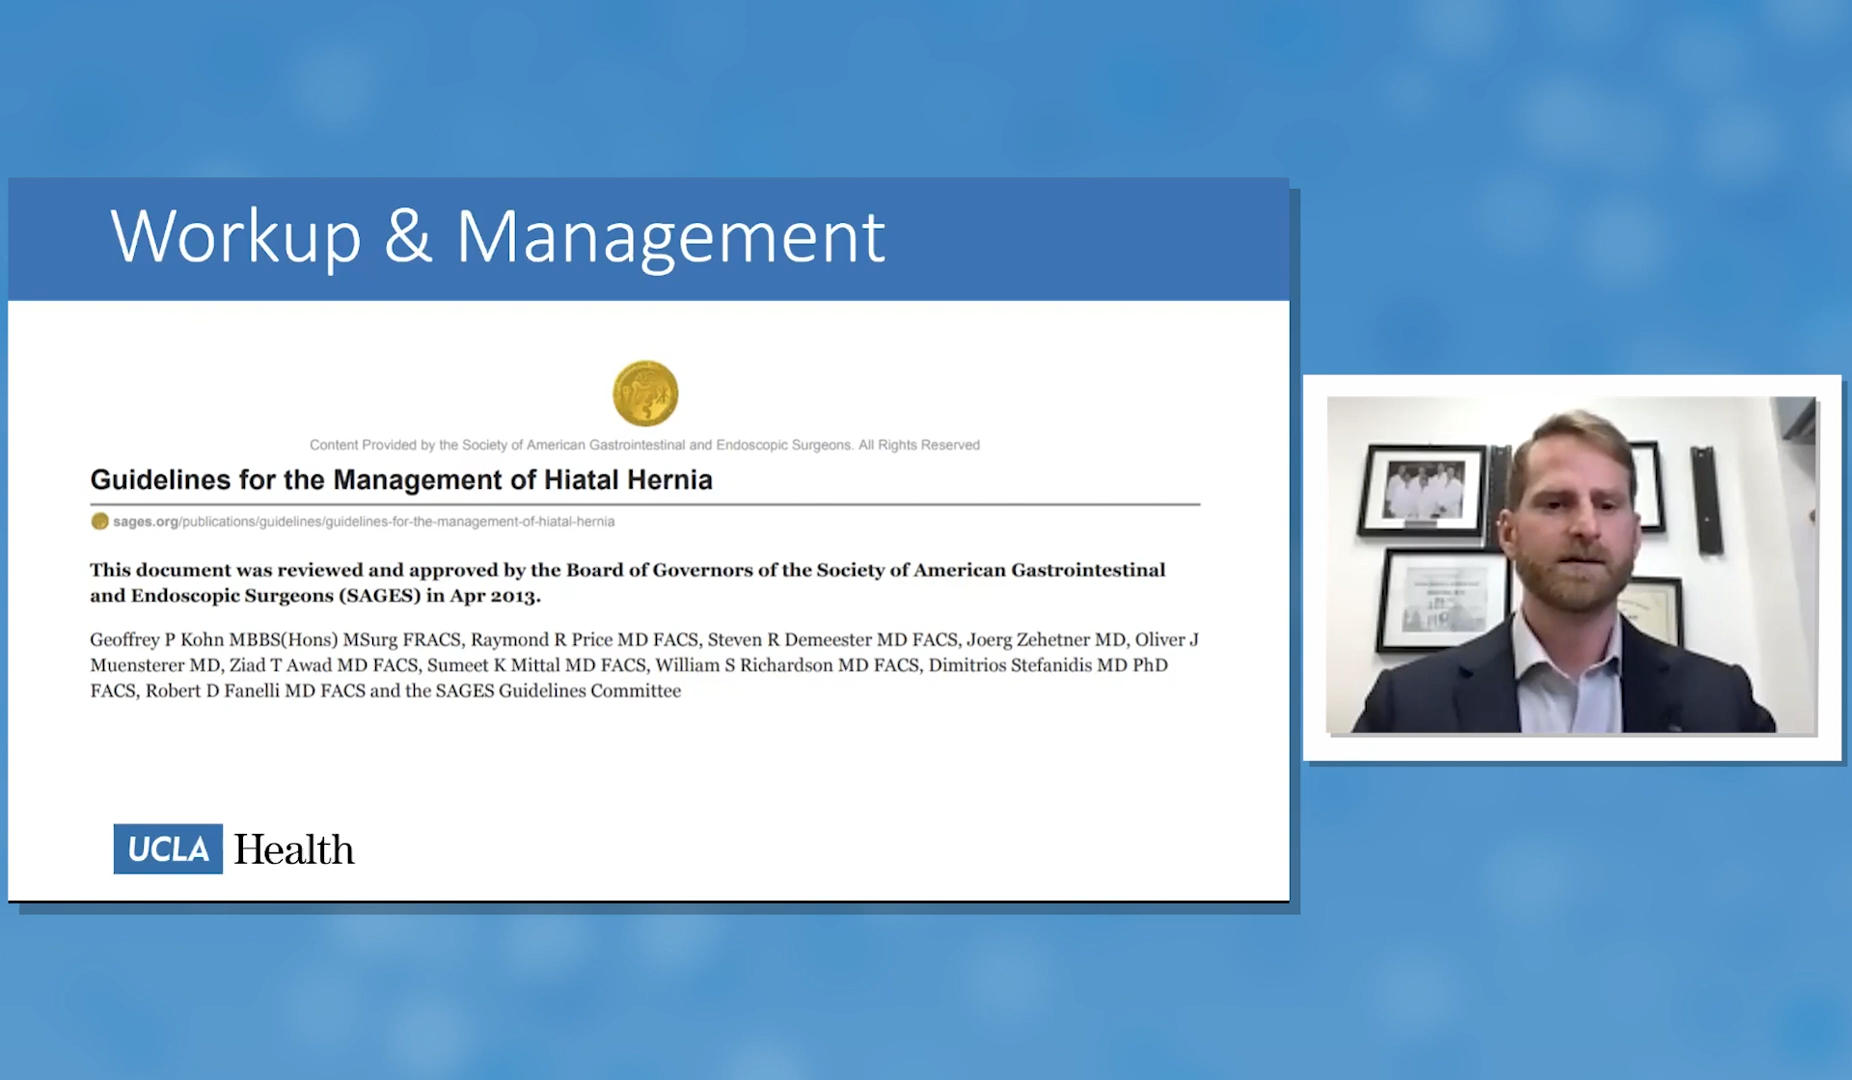 Workup & Management
Content Provided by the Society of American Gastrointestinal and Endoscopic Surgeons. All Rights Reserved
Guidelines for the Management of Hiatal Hernia
sages.org/publications/guidelines/guidelines-for-the-management-of-hiatal-hernia
This document was reviewed and approved by the Board of Governors of the Society of American Gastrointestinal
and Endoscopic Surgeons (SAGES) in Apr 2013.
Geoffrey P Kohn MBBS(Hons) MSurg FRACS, Raymond R Price MD FACS, Steven R Demeester MD FACS, Joerg Zehetner MD, Oliver J
Muensterer MD, Ziad T Awad MD FACS, Sumeet K Mittal MD FACS, William S Richardson MD FACS, Dimitrios Stefanidis MD PhD
FACS, Robert D Fanelli MD FACS and the SAGES Guidelines Committee
UCLA Health